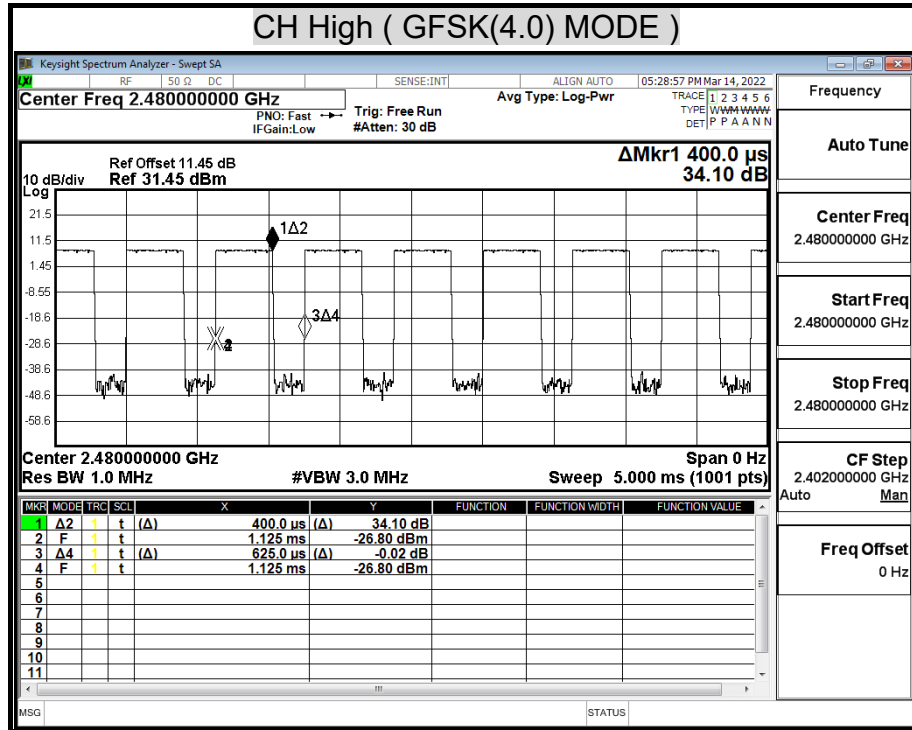 CH High ( GFSK(4.0) MODE )
Keysight Spectrum Analyzer - Swept SA
LXI RF 50 Ω DC SENSE:INT ALIGN AUTO 05:28:57 PM Mar 14, 2022
Center Freq 2.480000000 GHz
PNO: Fast
IFGain:Low
Trig: Free Run
#Atten: 30 dB
Avg Type: Log-Pwr
TRACE 1 2 3 4 5 6
TYPE W W M W W W W
DET P P A A N N
ΔMkr1 400.0 µs
34.10 dB
Ref Offset 11.45 dB
10 dB/div Ref 31.45 dBm
Log
21.5
11.5
1.45
-8.55
-18.6
-28.6
-38.6
-48.6
-58.6
1Δ2
3Δ4
Center 2.480000000 GHz Span 0 Hz
Res BW 1.0 MHz #VBW 3.0 MHz Sweep 5.000 ms (1001 pts)
MKR MODE TRC SCL X Y FUNCTION FUNCTION WIDTH FUNCTION VALUE
1 Δ2 1 t (Δ) 400.0 µs (Δ) 34.10 dB
2 F 1 t 1.125 ms -26.80 dBm
3 Δ4 1 t (Δ) 625.0 µs (Δ) -0.02 dB
4 F 1 t 1.125 ms -26.80 dBm
5
6
7
8
9
10
11
MSG STATUS
Frequency
Auto Tune
Center Freq
2.480000000 GHz
Start Freq
2.480000000 GHz
Stop Freq
2.480000000 GHz
CF Step
2.402000000 GHz
Auto Man
Freq Offset
0 Hz